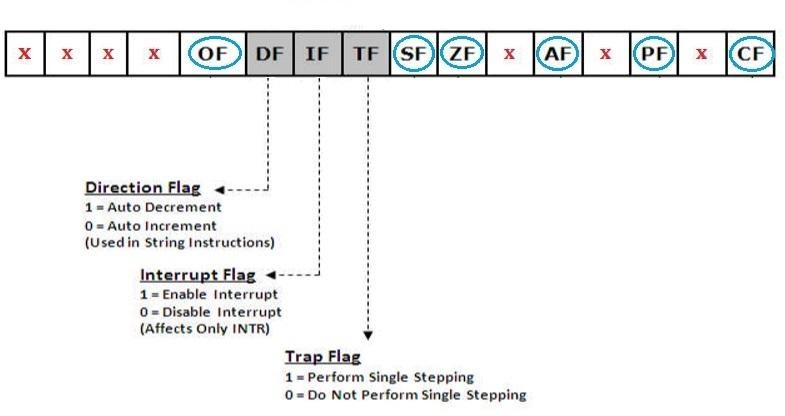 x x x x OF DF IF TF SF ZF x AF x PF x CF
Direction Flag
1 = Auto Decrement
0 = Auto Increment
(Used in String Instructions)
Interrupt Flag
1 = Enable Interrupt
0 = Disable Interrupt
(Affects Only INTR)
Trap Flag
1 = Perform Single Stepping
0 = Do Not Perform Single Stepping